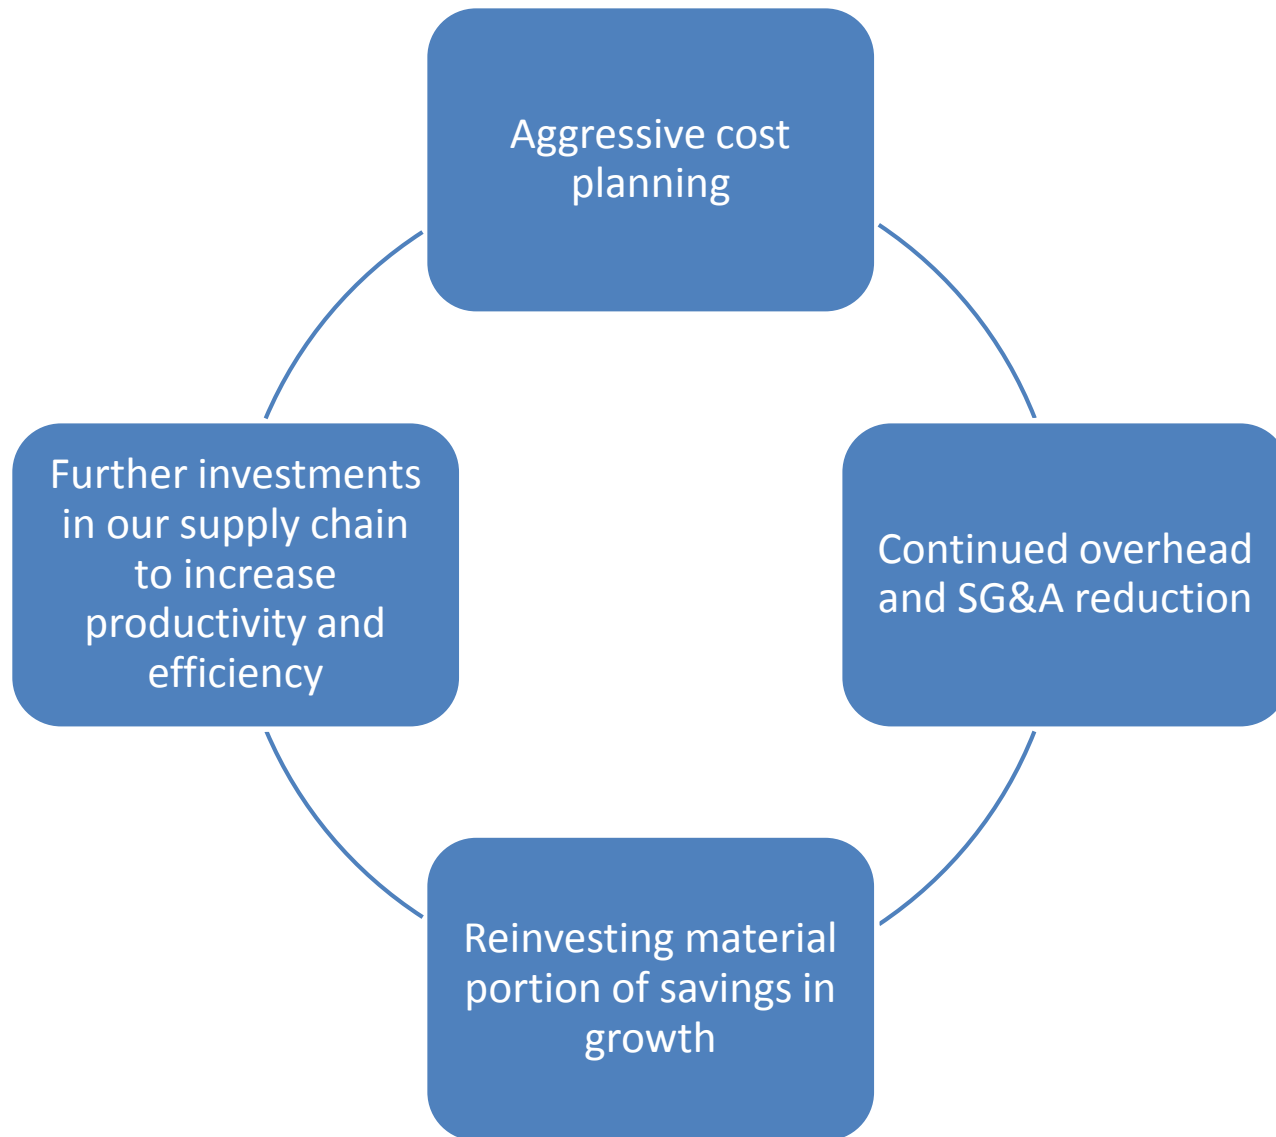 Aggressive cost
planning
Continued overhead
and SG&A reduction
Reinvesting material
portion of savings in
growth
Further investments
in our supply chain
to increase
productivity and
efficiency